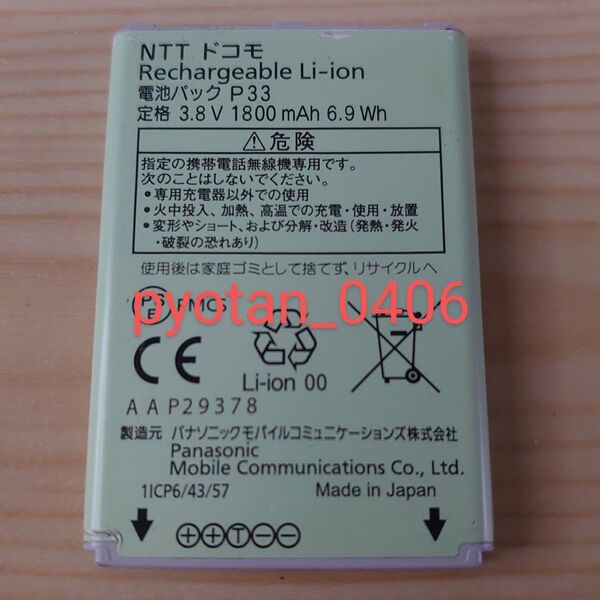 NTT ドコモ
Rechargeable Li-ion
電池パック P33
定格 3.8 V 1800 mAh 6.9 Wh
危険
指定の携帯電話無線機専用です。
次のことはしないでください。
●専用充電器以外での使用
●火中投入、加熱、高温での充電・使用・放置
●変形やショート、および分解・改造(発熱・発火
・破裂の恐れあり)
使用後は家庭ゴミとして捨てず、リサイクルへ
pyotan_0406
CE
Li-ion 00
AAP29378
製造元 パナソニックモバイルコミュニケーションズ株式会社
Panasonic
Mobile Communications Co., Ltd.
1ICP6/43/57 Made in Japan
⊕⊕Ⓣ⊖⊖